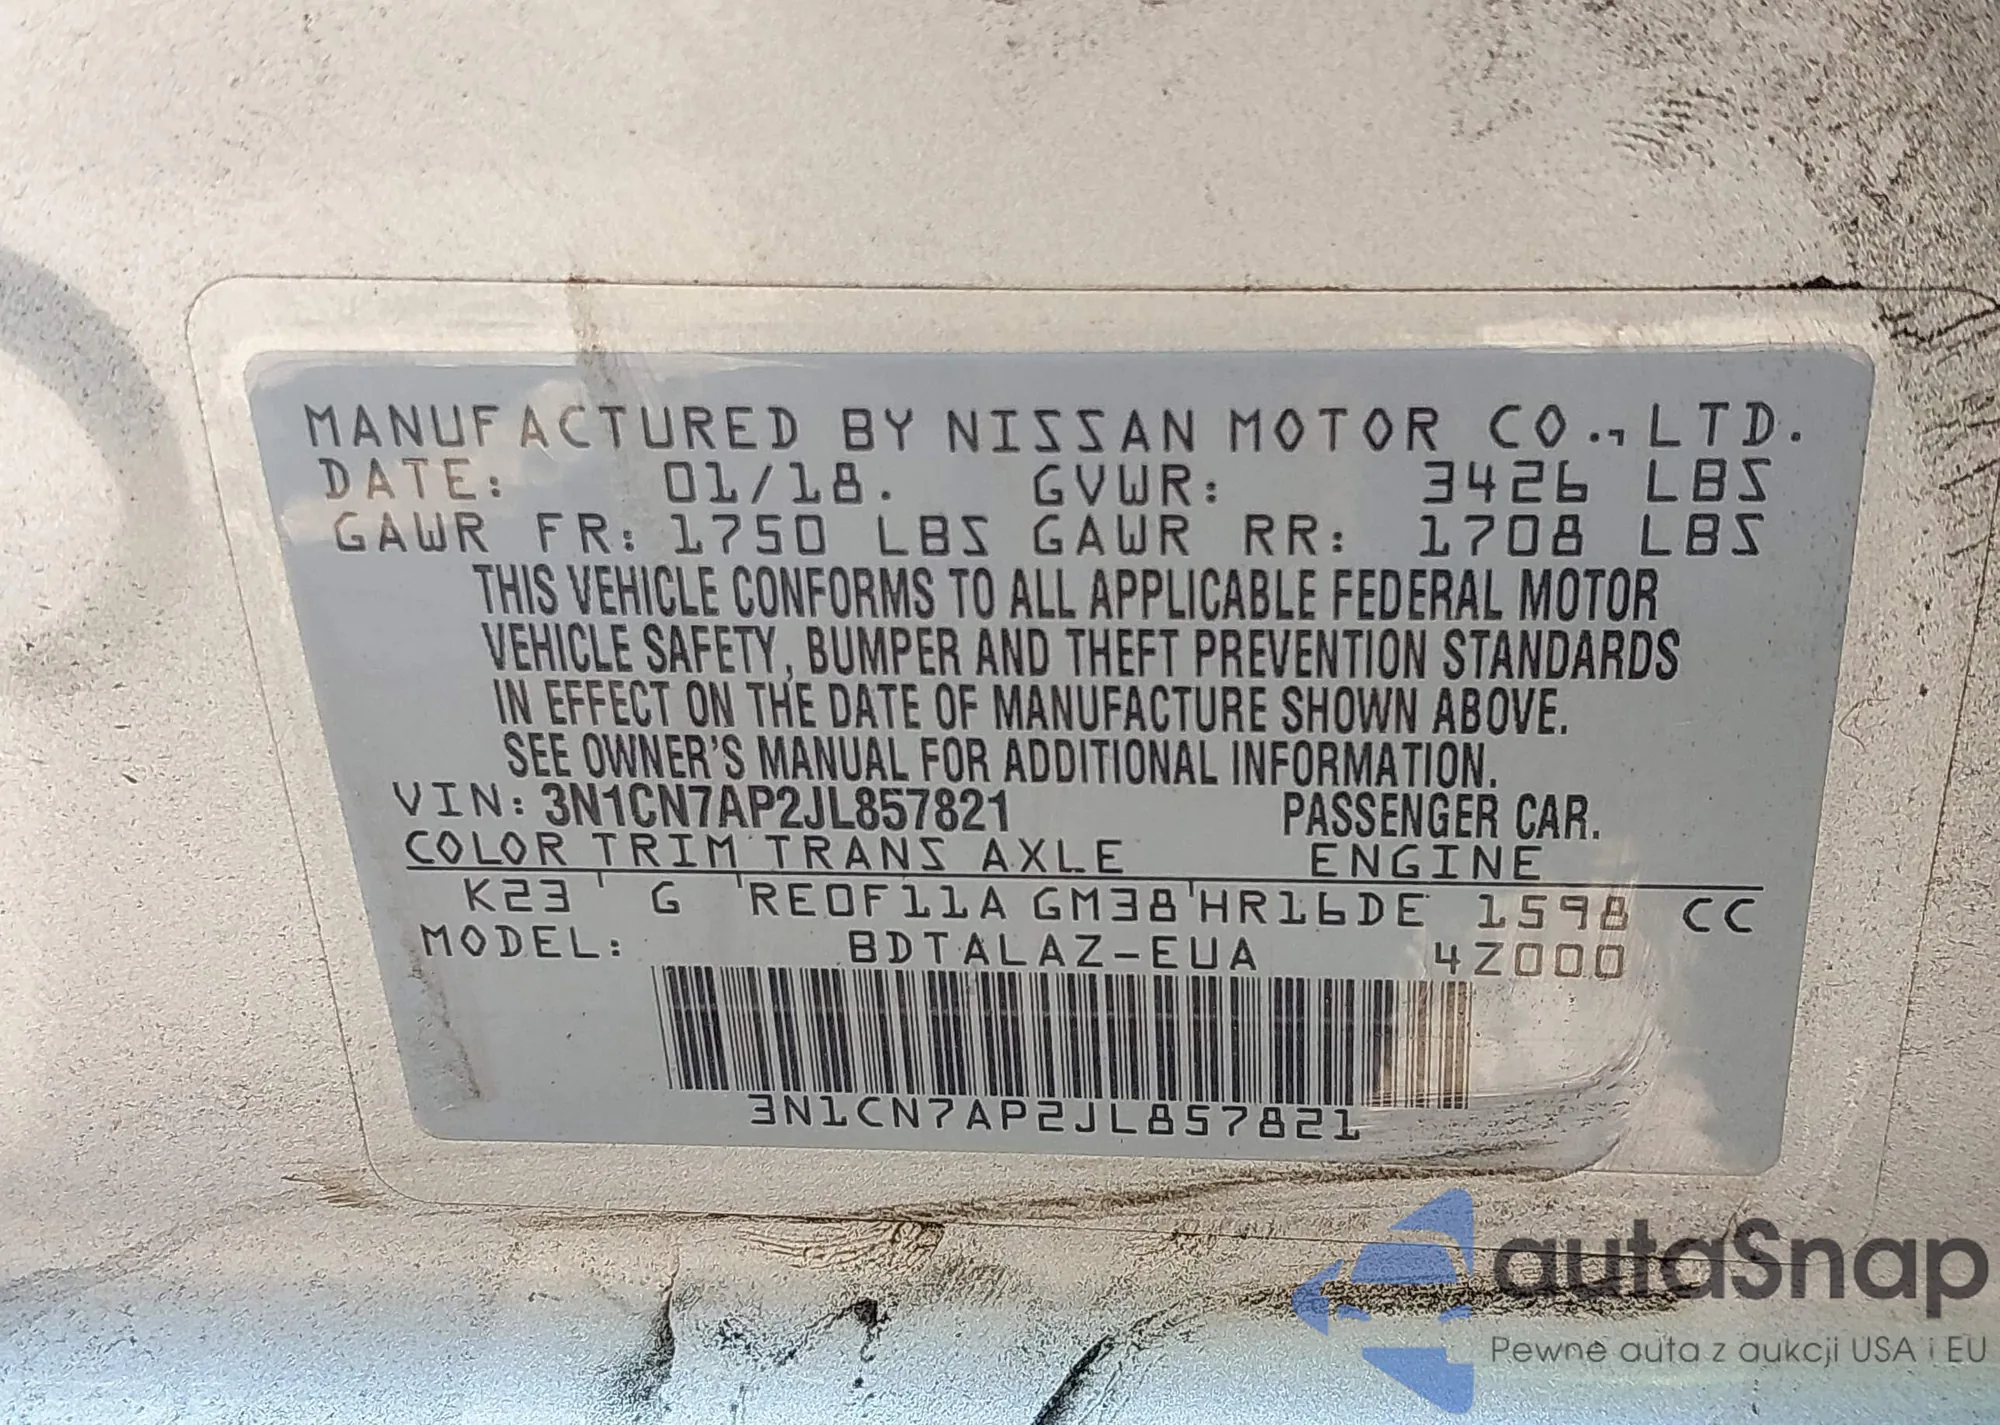 MANUFACTURED BY NISSAN MOTOR CO., LTD.
DATE: 01/18. GVWR: 3426 LBS
GAWR FR: 1750 LBS GAWR RR: 1708 LBS
THIS VEHICLE CONFORMS TO ALL APPLICABLE FEDERAL MOTOR
VEHICLE SAFETY, BUMPER AND THEFT PREVENTION STANDARDS
IN EFFECT ON THE DATE OF MANUFACTURE SHOWN ABOVE.
SEE OWNER'S MANUAL FOR ADDITIONAL INFORMATION.
VIN: 3N1CN7AP2JL857821 PASSENGER CAR.
COLOR TRIM TRANS AXLE ENGINE
K23 G RE0F11A GM38 HR16DE 1598 CC
MODEL: BDTALAZ-EUA 4Z000
3N1CN7AP2JL857821
autaSnap
Pewne auta z aukcji USA i EU